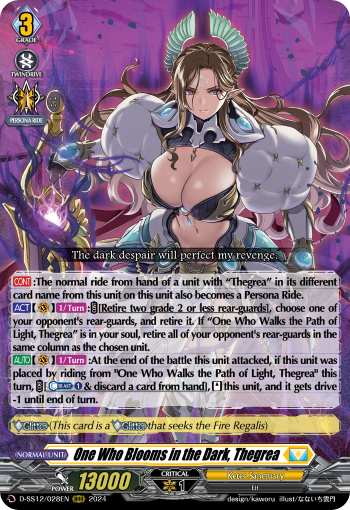 3
GRADE
TWINDRIVE
PERSONA RIDE
The dark despair will perfect my revenge.
CONT:The normal ride from hand of a unit with “Thegrea” in its different
card name from this unit on this unit also becomes a Persona Ride.
ACT 1/Turn :[Retire two grade 2 or less rear-guards], choose one
of your opponent's rear-guards, and retire it. If “One Who Walks the Path of
Light, Thegrea” is in your soul, retire all of your opponent's rear-guards in the
same column as the chosen unit.
AUTO 1/Turn :At the end of the battle this unit attacked, if this unit was
placed by riding from "One Who Walks the Path of Light, Thegrea" this
turn, [1 & discard a card from hand], this unit, and it gets drive
-1 until end of turn.
(This card is a that seeks the Fire Regalis)
NORMAL UNIT
One Who Blooms in the Dark, Thegrea
POWER 13000
CRITICAL
1
Keter Sanctuary
Elf
D-SS12/028EN RRR 2024
design/kaworu illust/なないち雲丹